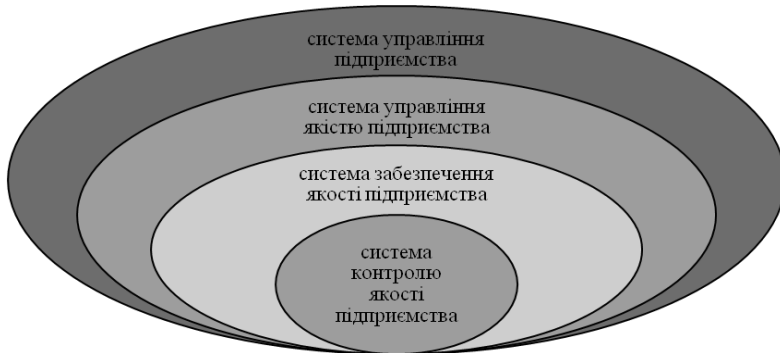 система управління
підприємства
система управління
якістю підприємства
система забезпечення
якості підприємства
система
контролю
якості
підприємства